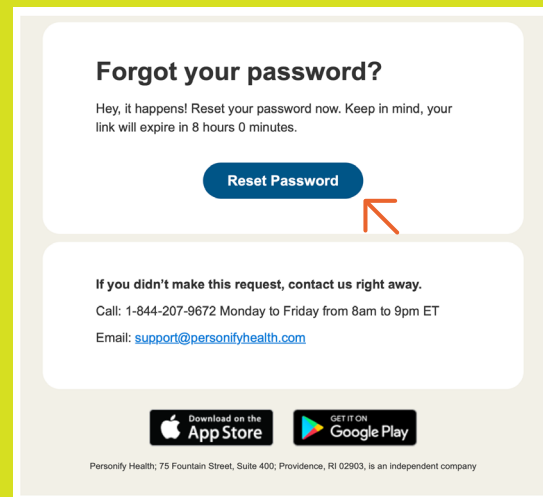 Forgot your password?
Hey, it happens! Reset your password now. Keep in mind, your
link will expire in 8 hours 0 minutes.
Reset Password
If you didn’t make this request, contact us right away.
Call: 1-844-207-9672 Monday to Friday from 8am to 9pm ET
Email: support@personifyhealth.com
Download on the
App Store
GET IT ON
Google Play
Personify Health; 75 Fountain Street, Suite 400; Providence, RI 02903, is an independent company